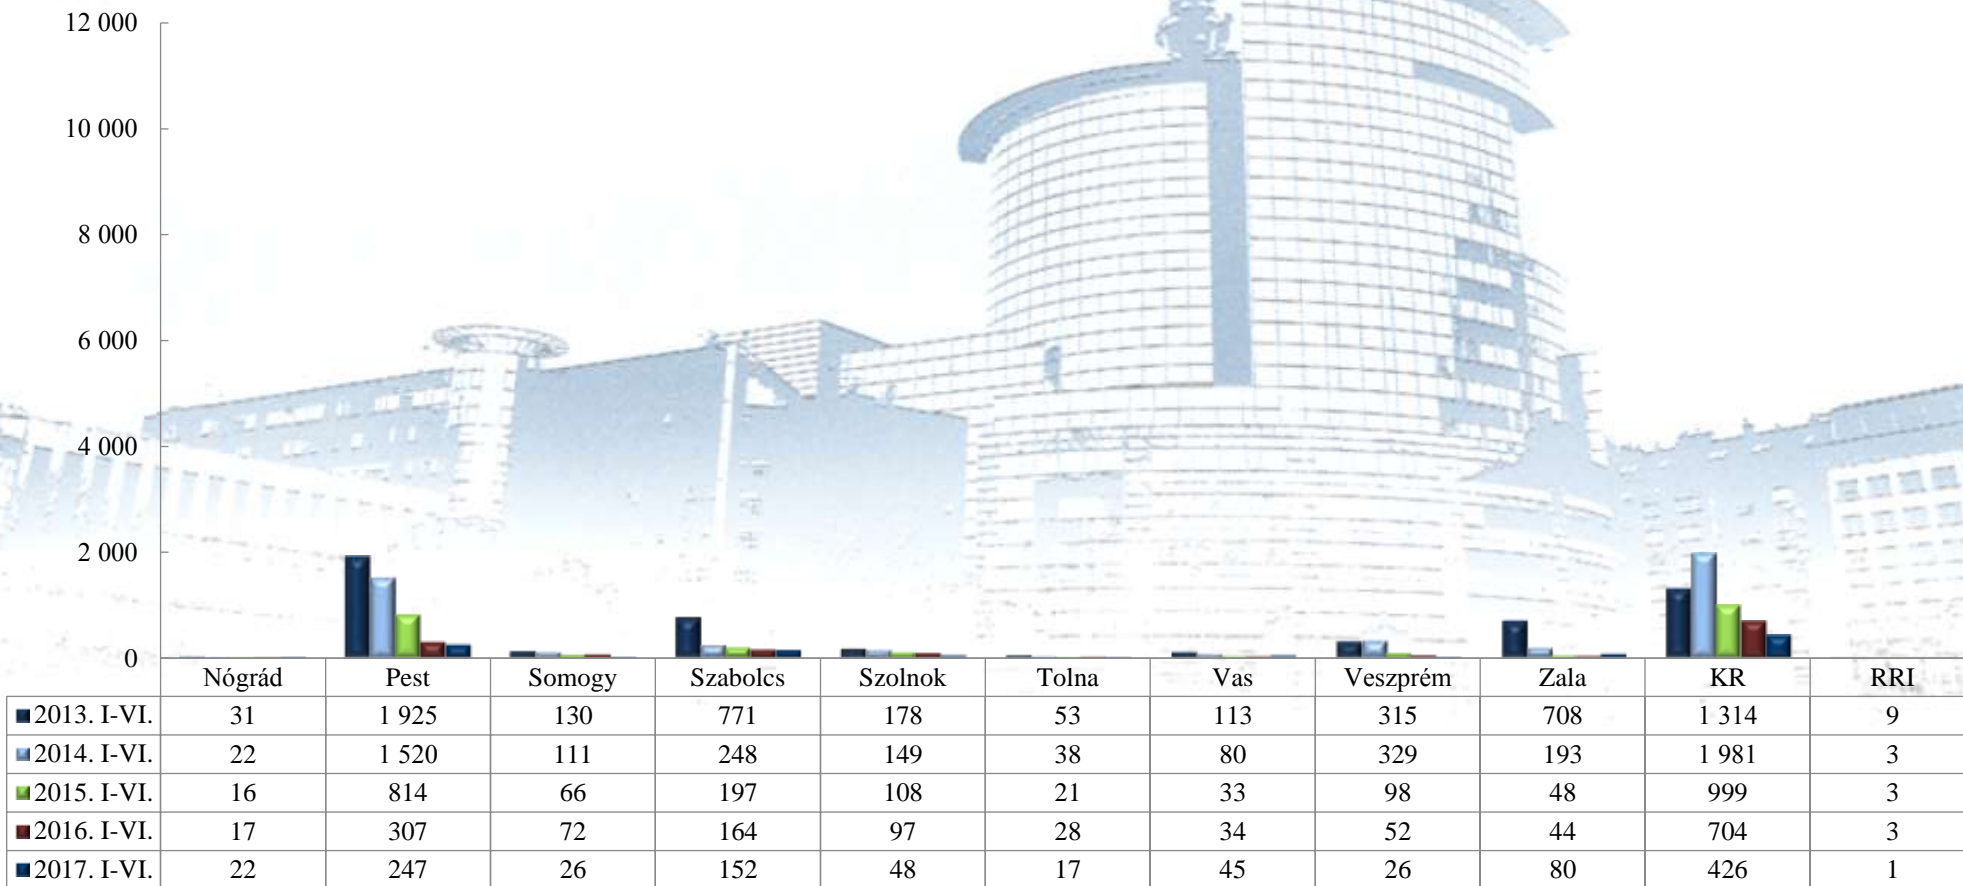 12 000
10 000
8 000
6 000
4 000
2 000
0
Nógrád Pest Somogy Szabolcs Szolnok Tolna Vas Veszprém Zala KR RRI
2013. I-VI. 31 1 925 130 771 178 53 113 315 708 1 314 9
2014. I-VI. 22 1 520 111 248 149 38 80 329 193 1 981 3
2015. I-VI. 16 814 66 197 108 21 33 98 48 999 3
2016. I-VI. 17 307 72 164 97 28 34 52 44 704 3
2017. I-VI. 22 247 26 152 48 17 45 26 80 426 1